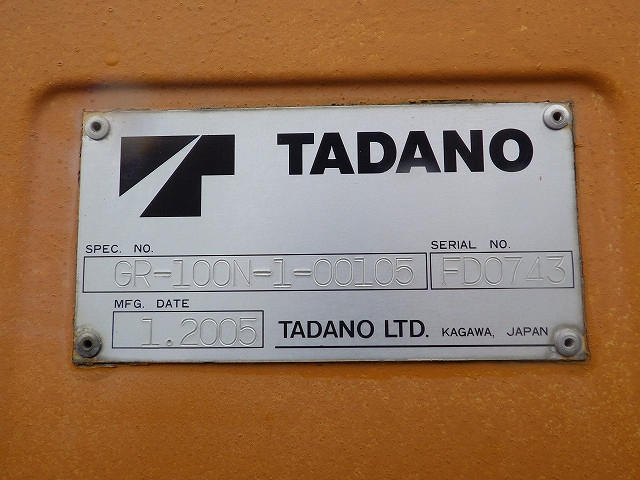 TADANO
SPEC. NO. SERIAL NO.
GR-100N-1-00105 FD0743
MFG. DATE
1.2005 TADANO LTD. KAGAWA, JAPAN